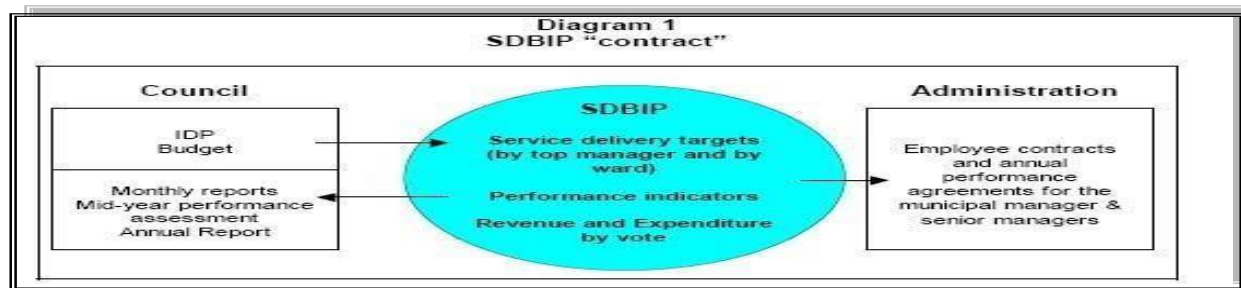 Diagram 1
SDBIP “contract”
Council
IDP
Budget
Monthly reports
Mid-year performance
assessment
Annual Report
SDBIP
Service delivery targets
(by top manager and by
ward)
Performance indicators
Revenue and Expenditure
by vote
Administration
Employee contracts
and annual
performance
agreements for the
municipal manager &
senior managers